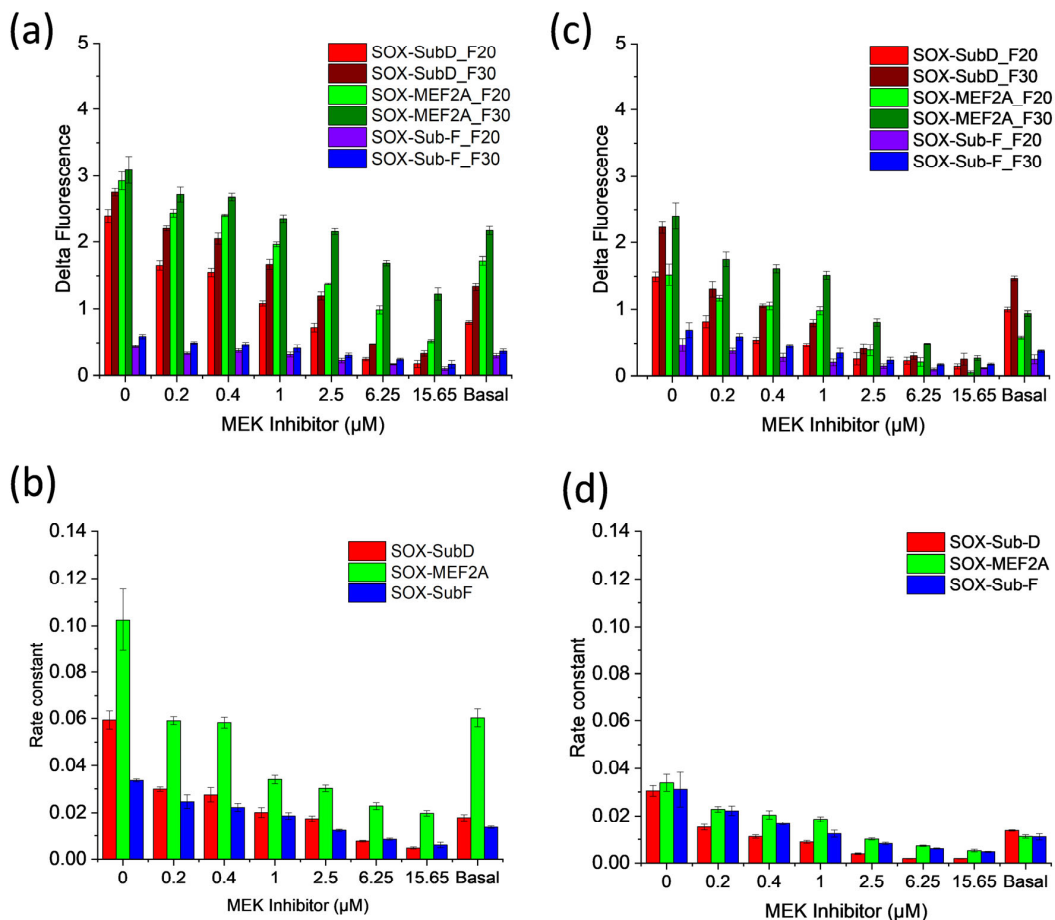 (a)
5
4
3
2
1
0
Delta Fluorescence
SOX-SubD_F20
SOX-SubD_F30
SOX-MEF2A_F20
SOX-MEF2A_F30
SOX-Sub-F_F20
SOX-Sub-F_F30
0 0.2 0.4 1 2.5 6.25 15.65 Basal
MEK Inhibitor (µM)
(c)
5
4
3
2
1
0
Delta Fluorescence
SOX-SubD_F20
SOX-SubD_F30
SOX-MEF2A_F20
SOX-MEF2A_F30
SOX-Sub-F_F20
SOX-Sub-F_F30
0 0.2 0.4 1 2.5 6.25 15.65 Basal
MEK Inhibitor (µM)
(b)
0.14
0.12
0.10
0.08
0.06
0.04
0.02
0.00
Rate constant
SOX-SubD
SOX-MEF2A
SOX-SubF
0 0.2 0.4 1 2.5 6.25 15.65 Basal
MEK Inhibitor (µM)
(d)
0.14
0.12
0.10
0.08
0.06
0.04
0.02
0.00
Rate constant
SOX-Sub-D
SOX-MEF2A
SOX-Sub-F
0 0.2 0.4 1 2.5 6.25 15.65 Basal
MEK Inhibitor (µM)